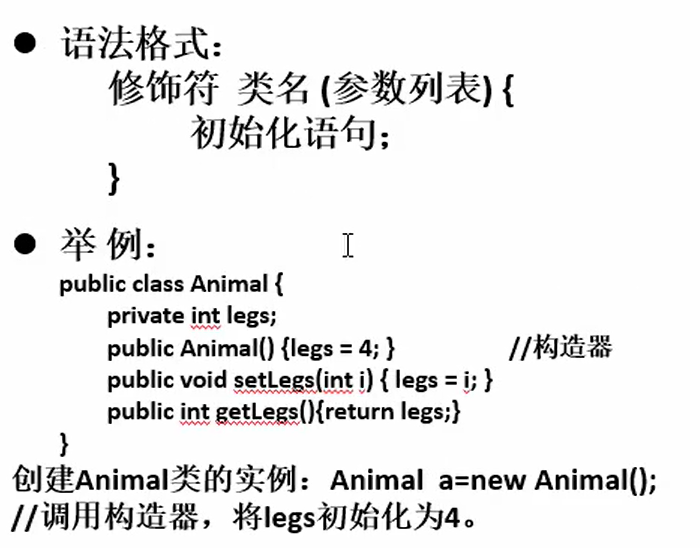 ● 语法格式：
修饰符 类名 (参数列表) {
初始化语句；
}
● 举 例：
public class Animal {
private int legs;
public Animal() {legs = 4; } //构造器
public void setLegs(int i) { legs = i; }
public int getLegs(){return legs;}
}
创建Animal类的实例：Animal a=new Animal();
//调用构造器，将legs初始化为4。